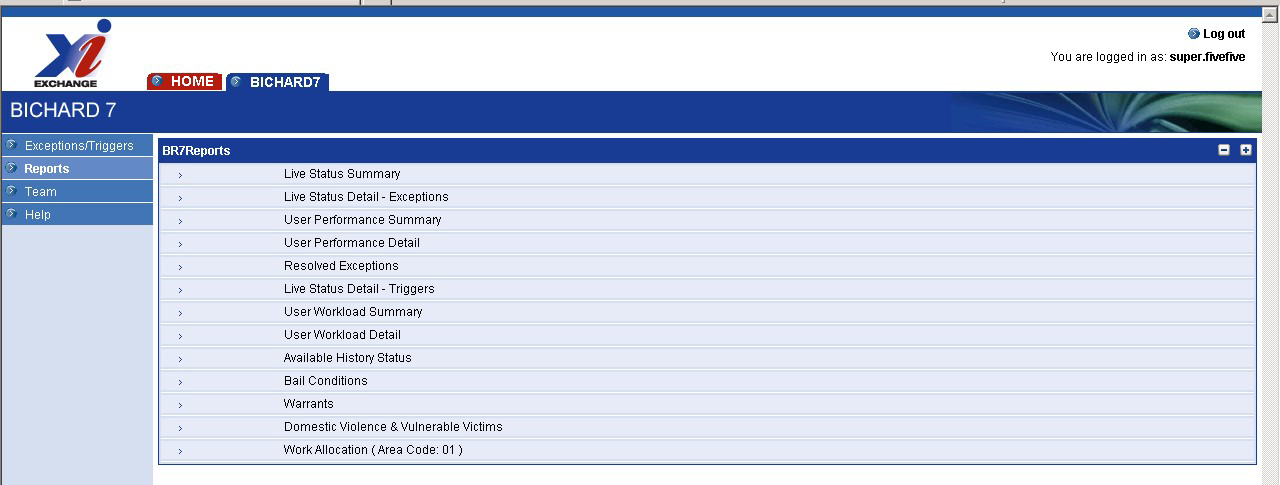 Log out
You are logged in as: super.fivefive
Xi
EXCHANGE
HOME
BICHARD7
BICHARD 7
Exceptions/Triggers
Reports
Team
Help
BR7Reports
Live Status Summary
Live Status Detail - Exceptions
User Performance Summary
User Performance Detail
Resolved Exceptions
Live Status Detail - Triggers
User Workload Summary
User Workload Detail
Available History Status
Bail Conditions
Warrants
Domestic Violence & Vulnerable Victims
Work Allocation ( Area Code: 01 )